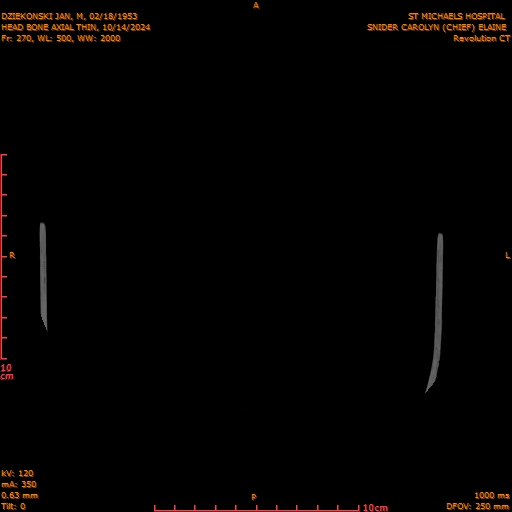 A
DZIEKONSKI JAN, M, 02/18/1953
HEAD BONE AXIAL THIN, 10/14/2024
Fr: 270, WL: 500, WW: 2000
ST MICHAELS HOSPITAL
SNIDER CAROLYN (CHIEF) ELAINE
Revolution CT
R
L
10
cm
kV: 120
mA: 350
0.63 mm
Tilt: 0
P
10cm
1000 ms
DFOV: 250 mm